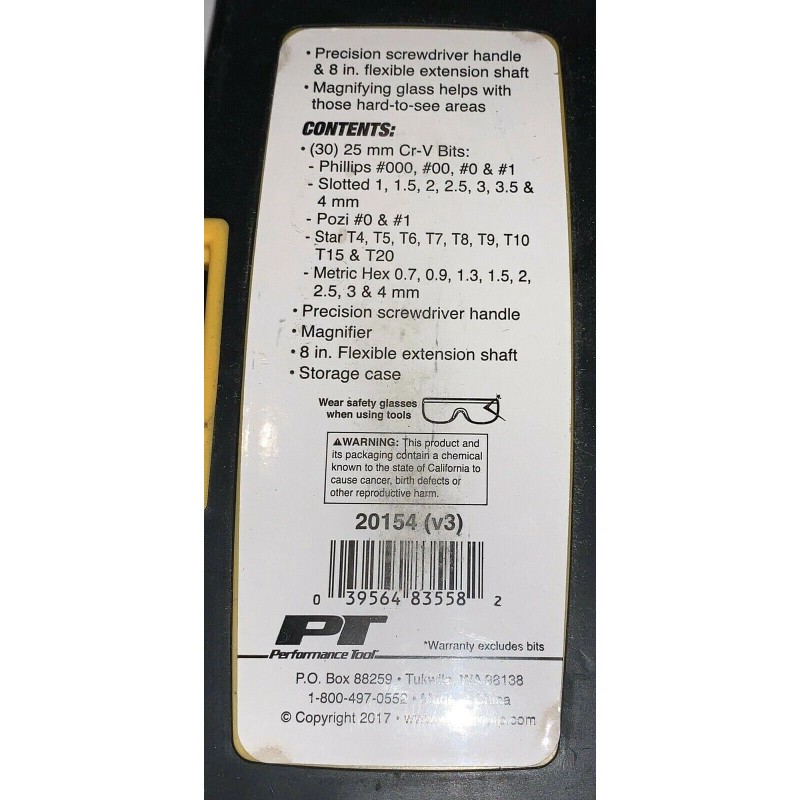 • Precision screwdriver handle
& 8 in. flexible extension shaft
• Magnifying glass helps with
those hard-to-see areas
CONTENTS:
• (30) 25 mm Cr-V Bits:
- Phillips #000, #00, #0 & #1
- Slotted 1, 1.5, 2, 2.5, 3, 3.5 &
4 mm
- Pozi #0 & #1
- Star T4, T5, T6, T7, T8, T9, T10
T15 & T20
- Metric Hex 0.7, 0.9, 1.3, 1.5, 2,
2.5, 3 & 4 mm
• Precision screwdriver handle
• Magnifier
• 8 in. Flexible extension shaft
• Storage case
Wear safety glasses
when using tools
⚠WARNING: This product and
its packaging contain a chemical
known to the state of California to
cause cancer, birth defects or
other reproductive harm.
20154 (v3)
0 39564 83558 2
PT
Performance Tool
*Warranty excludes bits
P.O. Box 88259 • Tukwila, WA 98138
1-800-497-0552 • Made in China
© Copyright 2017 •